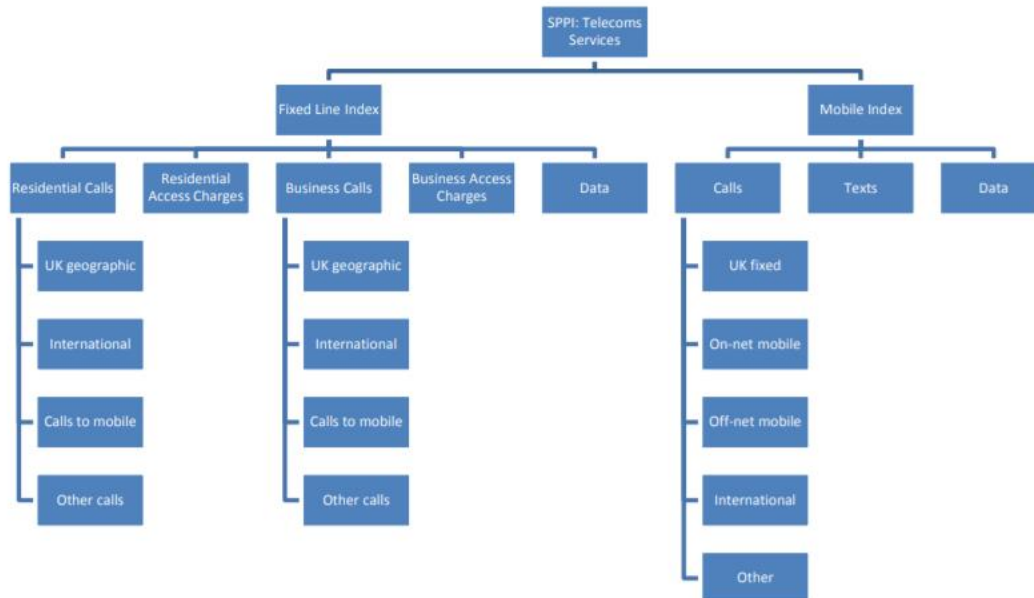 SPPI: Telecoms
Services
Fixed Line Index
Mobile Index
Residential Calls
Residential
Access Charges
Business Calls
Business Access
Charges
Data
Calls
Texts
Data
UK geographic
UK geographic
UK fixed
International
International
On-net mobile
Calls to mobile
Calls to mobile
Off-net mobile
Other calls
Other calls
International
Other